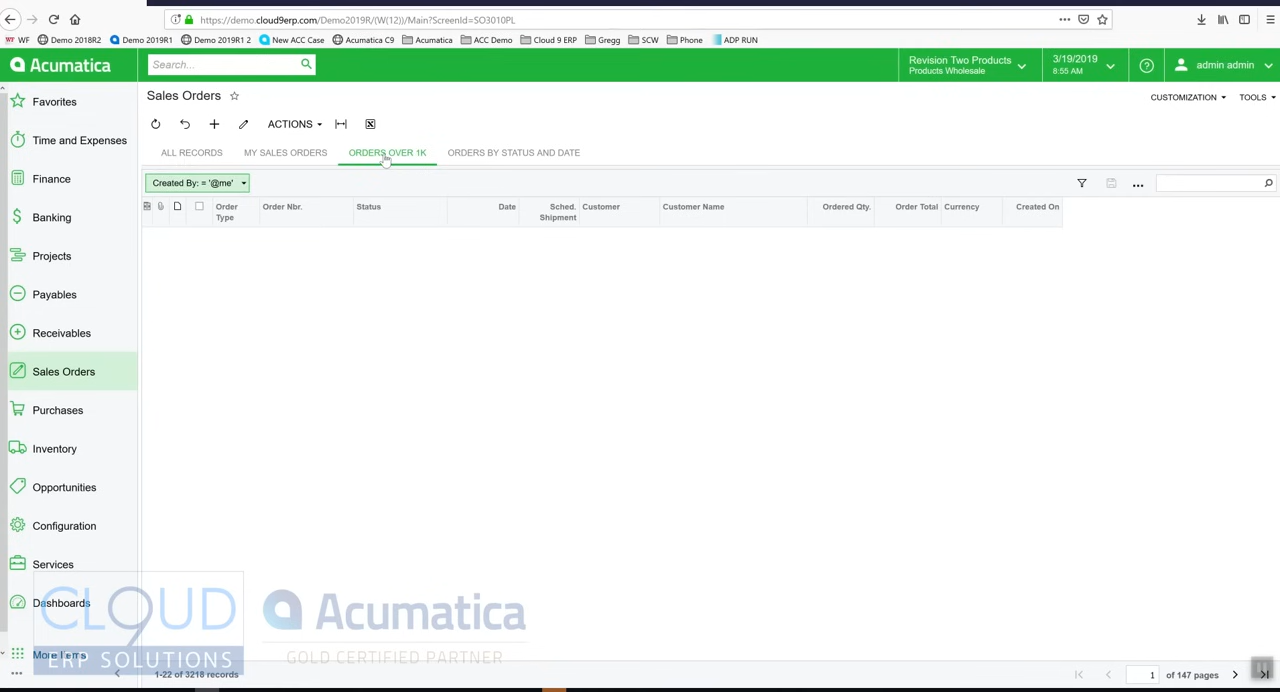 https://demo.cloud9erp.com/Demo2019R/(W(12))/Main?ScreenId=SO3010PL
WF Demo 2018R2 Demo 2019R1 Demo 2019R1 2 New ACC Case Acumatica C9 Acumatica ACC Demo Cloud 9 ERP Gregg SCW Phone ADP RUN
Acumatica
Search...
Revision Two Products
Products Wholesale
3/19/2019
8:55 AM
admin admin
Favorites
Time and Expenses
Finance
Banking
Projects
Payables
Receivables
Sales Orders
Purchases
Inventory
Opportunities
Configuration
Services
Dashboards
More Items
Sales Orders
CUSTOMIZATION TOOLS
ACTIONS
ALL RECORDS MY SALES ORDERS ORDERS OVER 1K ORDERS BY STATUS AND DATE
Created By: = '@me'
Order Type Order Nbr. Status Date Sched. Shipment Customer Customer Name Ordered Qty. Order Total Currency Created On
CLOUD 9
ERP SOLUTIONS
Acumatica
GOLD CERTIFIED PARTNER
1-22 of 3218 records
1 of 147 pages